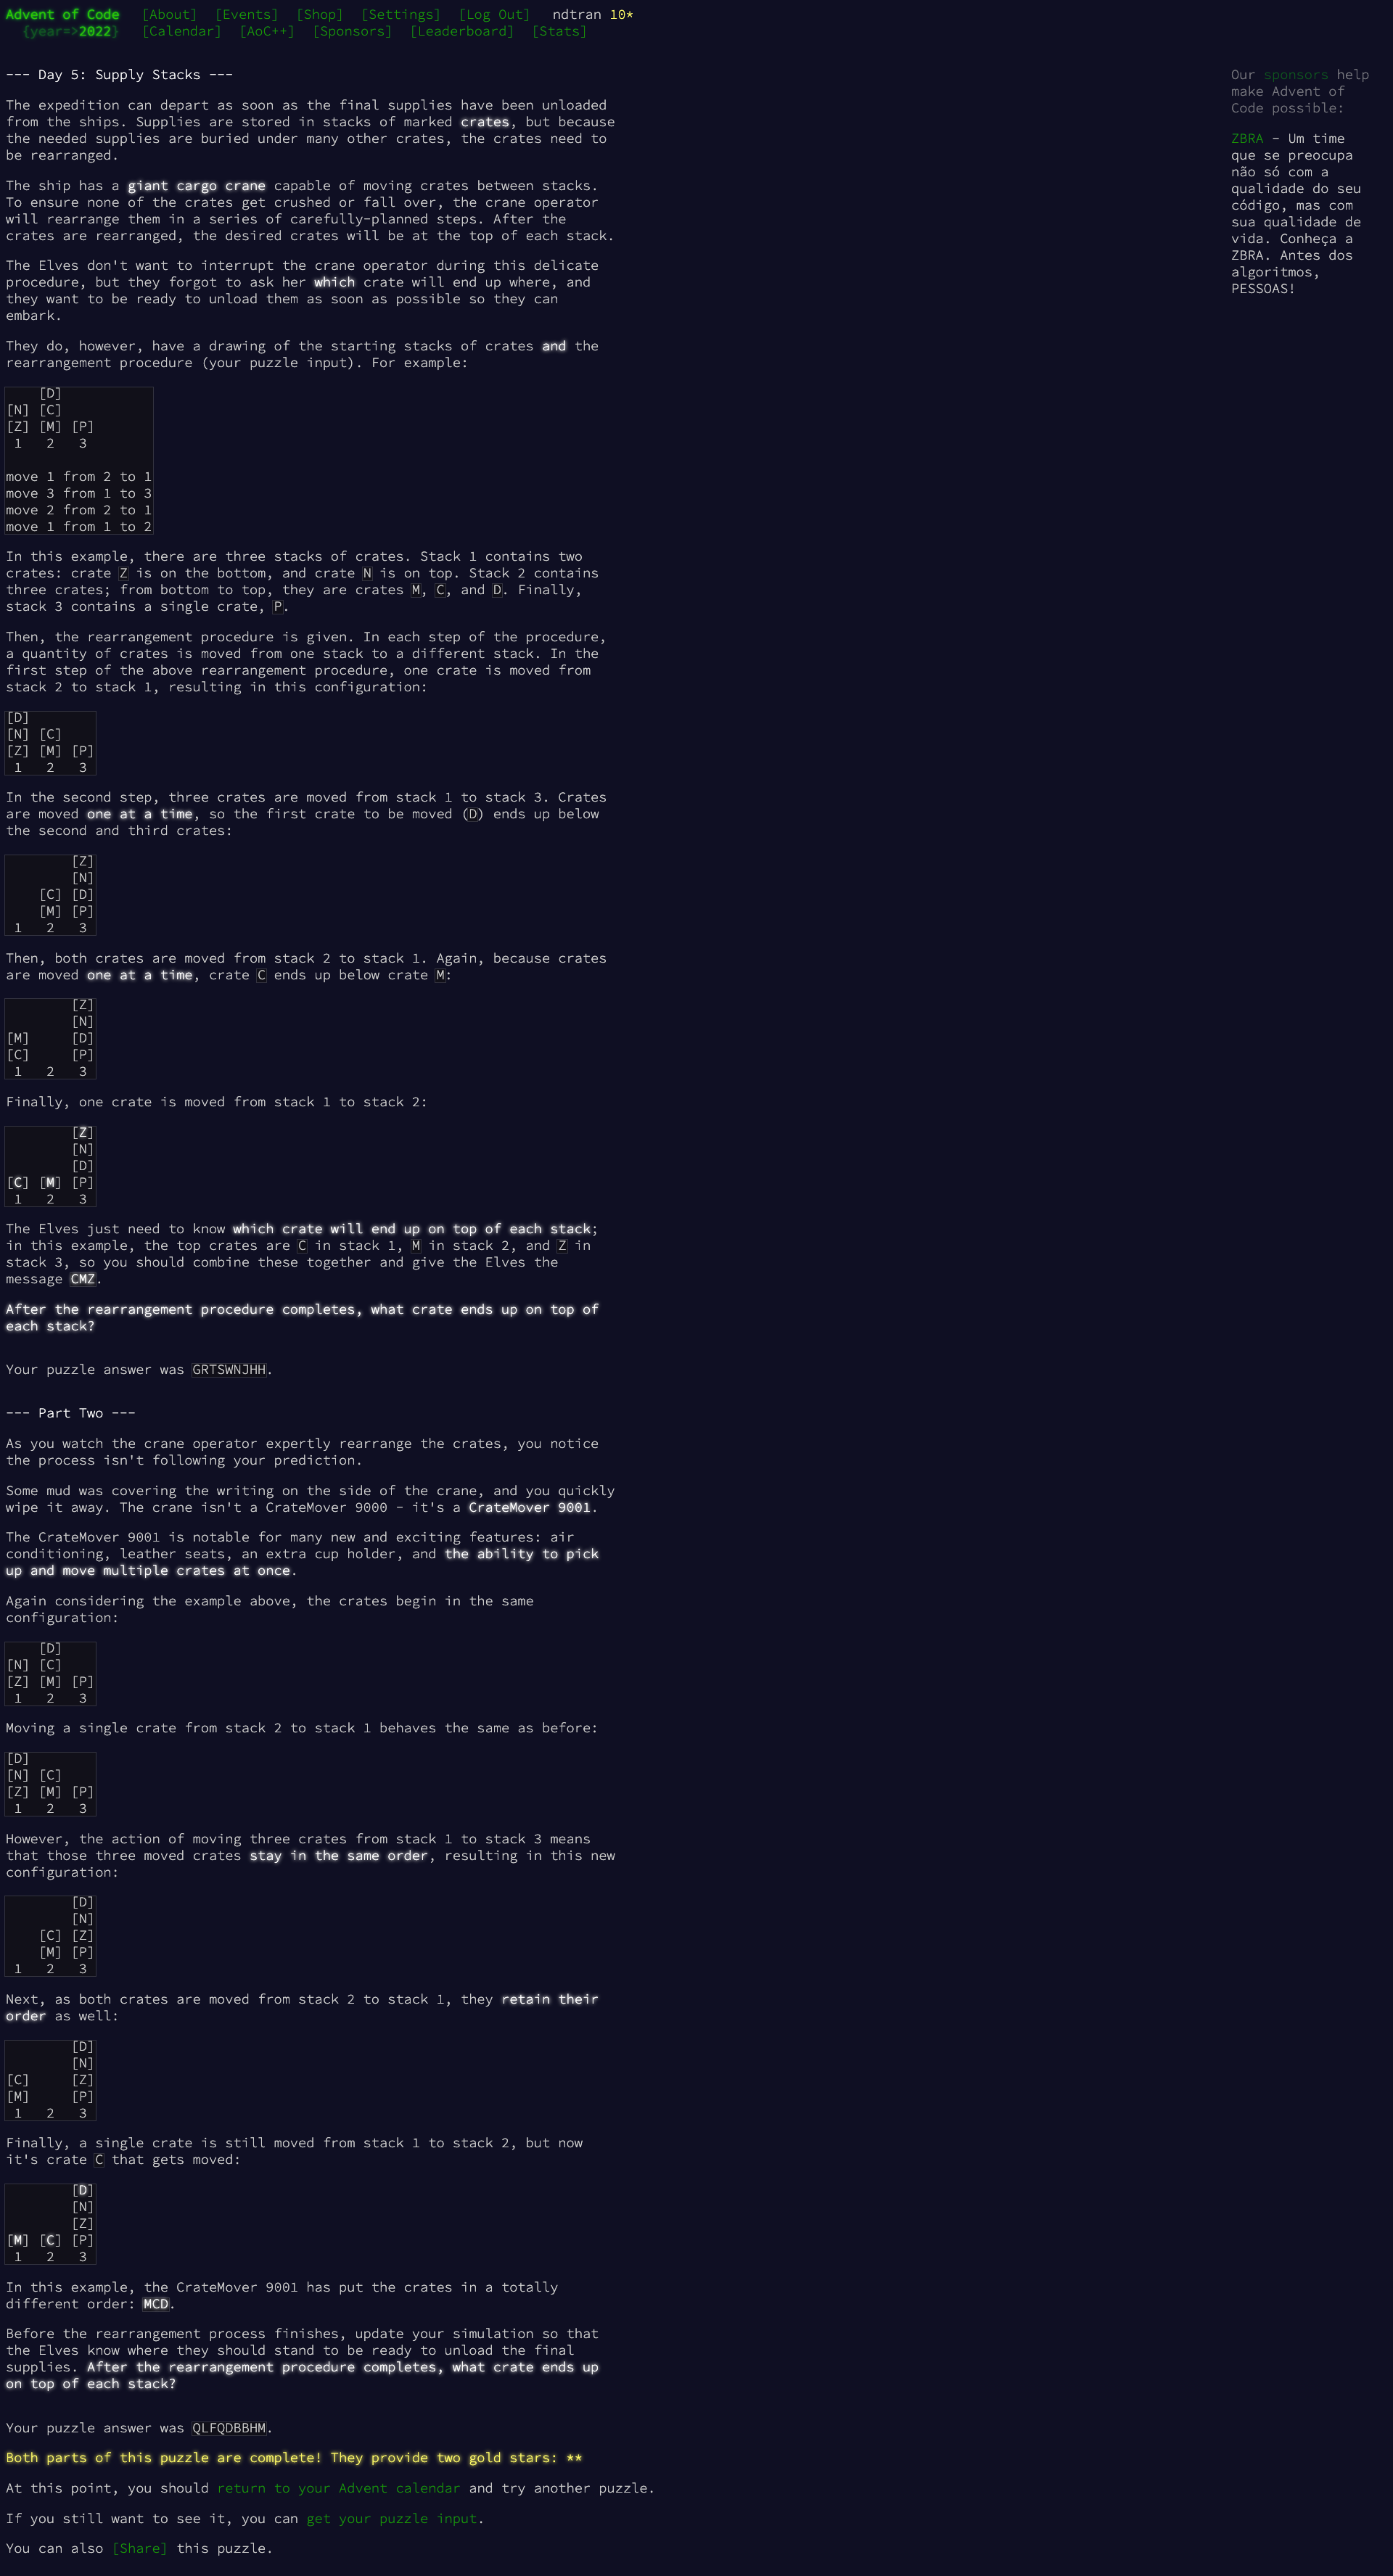 Advent of Code [About] [Events] [Shop] [Settings] [Log Out] ndtran 10*
{year=>2022} [Calendar] [AoC++] [Sponsors] [Leaderboard] [Stats]
--- Day 5: Supply Stacks ---
The expedition can depart as soon as the final supplies have been unloaded
from the ships. Supplies are stored in stacks of marked crates, but because
the needed supplies are buried under many other crates, the crates need to
be rearranged.
The ship has a giant cargo crane capable of moving crates between stacks.
To ensure none of the crates get crushed or fall over, the crane operator
will rearrange them in a series of carefully-planned steps. After the
crates are rearranged, the desired crates will be at the top of each stack.
The Elves don't want to interrupt the crane operator during this delicate
procedure, but they forgot to ask her which crate will end up where, and
they want to be ready to unload them as soon as possible so they can
embark.
They do, however, have a drawing of the starting stacks of crates and the
rearrangement procedure (your puzzle input). For example:
    [D]
[N] [C]
[Z] [M] [P]
 1   2   3
move 1 from 2 to 1
move 3 from 1 to 3
move 2 from 2 to 1
move 1 from 1 to 2
In this example, there are three stacks of crates. Stack 1 contains two
crates: crate Z is on the bottom, and crate N is on top. Stack 2 contains
three crates; from bottom to top, they are crates M, C, and D. Finally,
stack 3 contains a single crate, P.
Then, the rearrangement procedure is given. In each step of the procedure,
a quantity of crates is moved from one stack to a different stack. In the
first step of the above rearrangement procedure, one crate is moved from
stack 2 to stack 1, resulting in this configuration:
[D]
[N] [C]
[Z] [M] [P]
 1   2   3
In the second step, three crates are moved from stack 1 to stack 3. Crates
are moved one at a time, so the first crate to be moved (D) ends up below
the second and third crates:
        [Z]
        [N]
    [C] [D]
    [M] [P]
 1   2   3
Then, both crates are moved from stack 2 to stack 1. Again, because crates
are moved one at a time, crate C ends up below crate M:
        [Z]
        [N]
[M]     [D]
[C]     [P]
 1   2   3
Finally, one crate is moved from stack 1 to stack 2:
        [Z]
        [N]
        [D]
[C] [M] [P]
 1   2   3
The Elves just need to know which crate will end up on top of each stack;
in this example, the top crates are C in stack 1, M in stack 2, and Z in
stack 3, so you should combine these together and give the Elves the
message CMZ.
After the rearrangement procedure completes, what crate ends up on top of
each stack?
Your puzzle answer was GRTSWNJHH.
--- Part Two ---
As you watch the crane operator expertly rearrange the crates, you notice
the process isn't following your prediction.
Some mud was covering the writing on the side of the crane, and you quickly
wipe it away. The crane isn't a CrateMover 9000 - it's a CrateMover 9001.
The CrateMover 9001 is notable for many new and exciting features: air
conditioning, leather seats, an extra cup holder, and the ability to pick
up and move multiple crates at once.
Again considering the example above, the crates begin in the same
configuration:
    [D]
[N] [C]
[Z] [M] [P]
 1   2   3
Moving a single crate from stack 2 to stack 1 behaves the same as before:
[D]
[N] [C]
[Z] [M] [P]
 1   2   3
However, the action of moving three crates from stack 1 to stack 3 means
that those three moved crates stay in the same order, resulting in this new
configuration:
        [D]
        [N]
    [C] [Z]
    [M] [P]
 1   2   3
Next, as both crates are moved from stack 2 to stack 1, they retain their
order as well:
        [D]
        [N]
[C]     [Z]
[M]     [P]
 1   2   3
Finally, a single crate is still moved from stack 1 to stack 2, but now
it's crate C that gets moved:
        [D]
        [N]
        [Z]
[M] [C] [P]
 1   2   3
In this example, the CrateMover 9001 has put the crates in a totally
different order: MCD.
Before the rearrangement process finishes, update your simulation so that
the Elves know where they should stand to be ready to unload the final
supplies. After the rearrangement procedure completes, what crate ends up
on top of each stack?
Your puzzle answer was QLFQDBBHM.
Both parts of this puzzle are complete! They provide two gold stars: **
At this point, you should return to your Advent calendar and try another puzzle.
If you still want to see it, you can get your puzzle input.
You can also [Share] this puzzle.
Our sponsors help
make Advent of
Code possible:
ZBRA - Um time
que se preocupa
não só com a
qualidade do seu
código, mas com
sua qualidade de
vida. Conheça a
ZBRA. Antes dos
algoritmos,
PESSOAS!